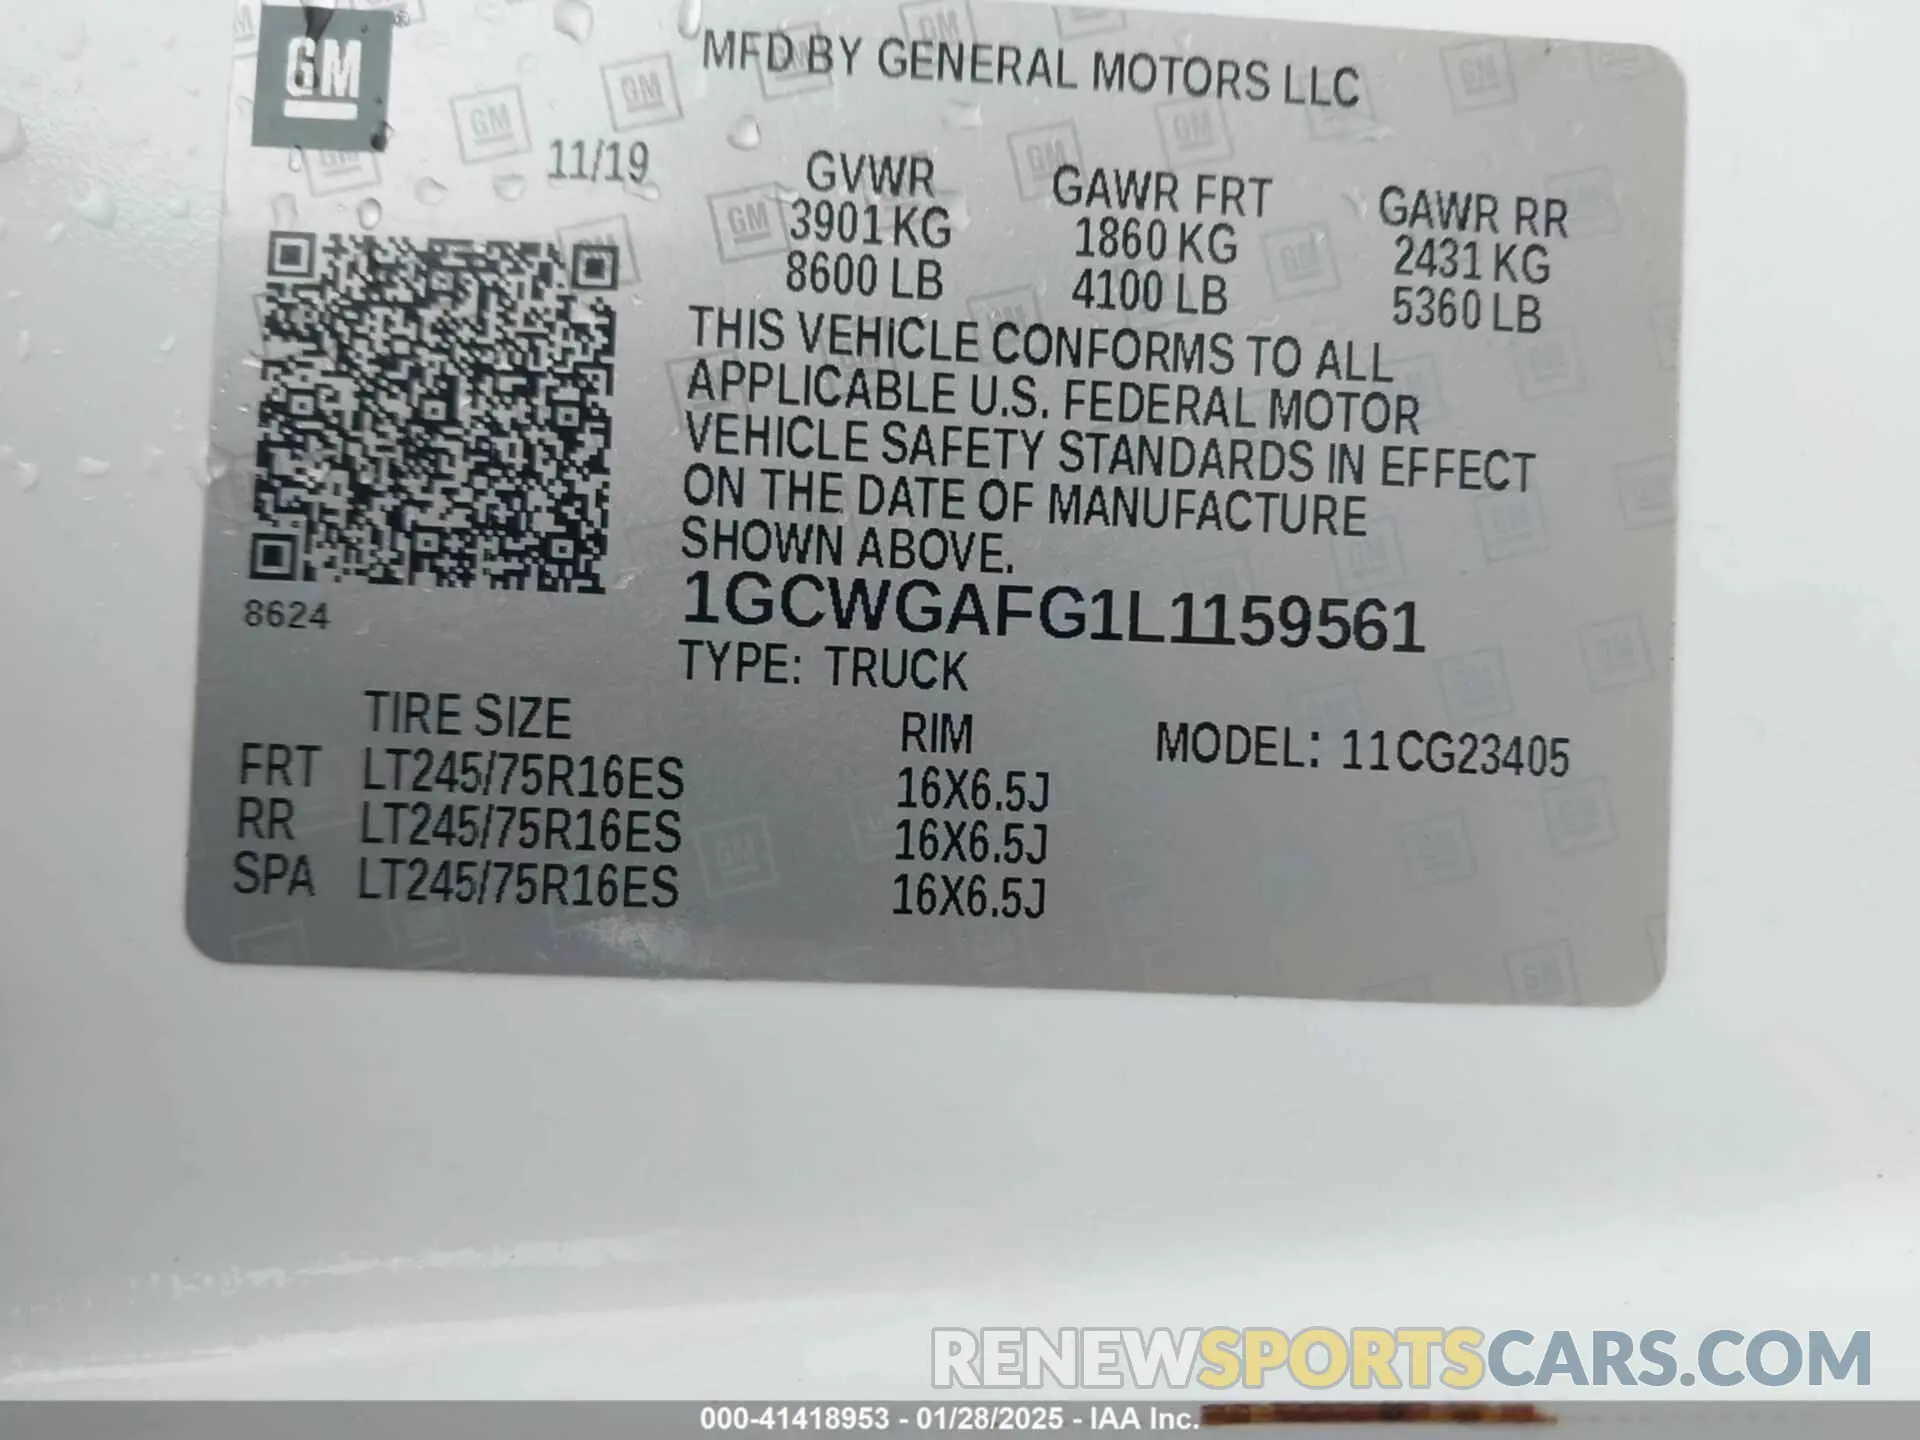 GM
MFD BY GENERAL MOTORS LLC
11/19
GVWR GAWR FRT GAWR RR
3901 KG 1860 KG 2431 KG
8600 LB 4100 LB 5360 LB
THIS VEHICLE CONFORMS TO ALL
APPLICABLE U.S. FEDERAL MOTOR
VEHICLE SAFETY STANDARDS IN EFFECT
ON THE DATE OF MANUFACTURE
SHOWN ABOVE.
8624
1GCWGAFG1L1159561
TYPE: TRUCK
TIRE SIZE RIM MODEL: 11CG23405
FRT LT245/75R16ES 16X6.5J
RR LT245/75R16ES 16X6.5J
SPA LT245/75R16ES 16X6.5J
RENEWSPORTSCARS.COM
000-41418953 - 01/28/2025 - IAA Inc.